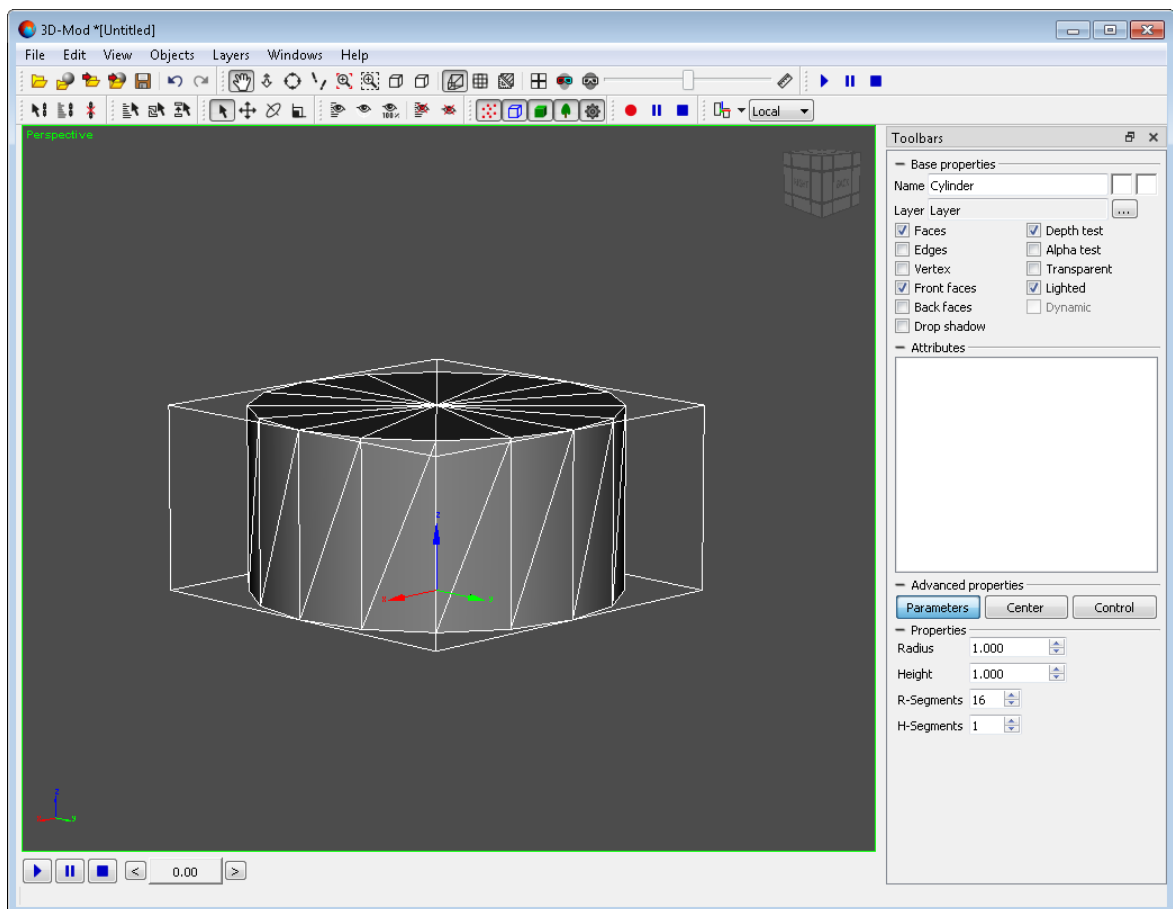 3D-Mod *[Untitled]
File Edit View Objects Layers Windows Help
100%
Local
Perspective
Toolbars
Base properties
Name Cylinder
Layer Layer ...
Faces Depth test
Edges Alpha test
Vertex Transparent
Front faces Lighted
Back faces Dynamic
Drop shadow
Attributes
z
x y
Advanced properties
Parameters Center Control
Properties
Radius 1.000
Height 1.000
R-Segments 16
H-Segments 1
z
x y
< 0.00 >